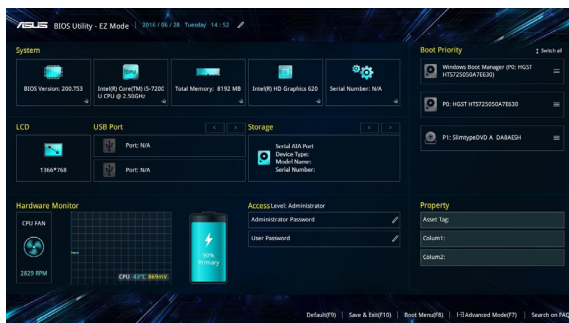 ASUS BIOS Utility - EZ Mode 2016/06/28 Tuesday 14:52
System
BIOS Version: 200.T53
Intel(R) Core(TM) i5-7200
U CPU @ 2.50GHz
Total Memory: 8192 MB
Intel(R) HD Graphics 620
Serial Number: N/A
Boot Priority
Switch all
Windows Boot Manager (P0: HGST
HTS725050A7E630)
P0: HGST HTS725050A7E630
P1: SlimtypeDVD A DA8AESH
LCD
1366*768
USB Port
Port: N/A
Port: N/A
Storage
Serial AIA Port
Device Type:
Model Name:
Serial Number:
Hardware Monitor
CPU FAN
2829 RPM
CPU 43°C 869mV
90%
Primary
Access Level: Administrator
Administrator Password
User Password
Property
Asset Tag:
Colum1:
Colum2:
Default(F9) Save & Exit(F10) Boot Menu(F8) Advanced Mode(F7) Search on FAQ